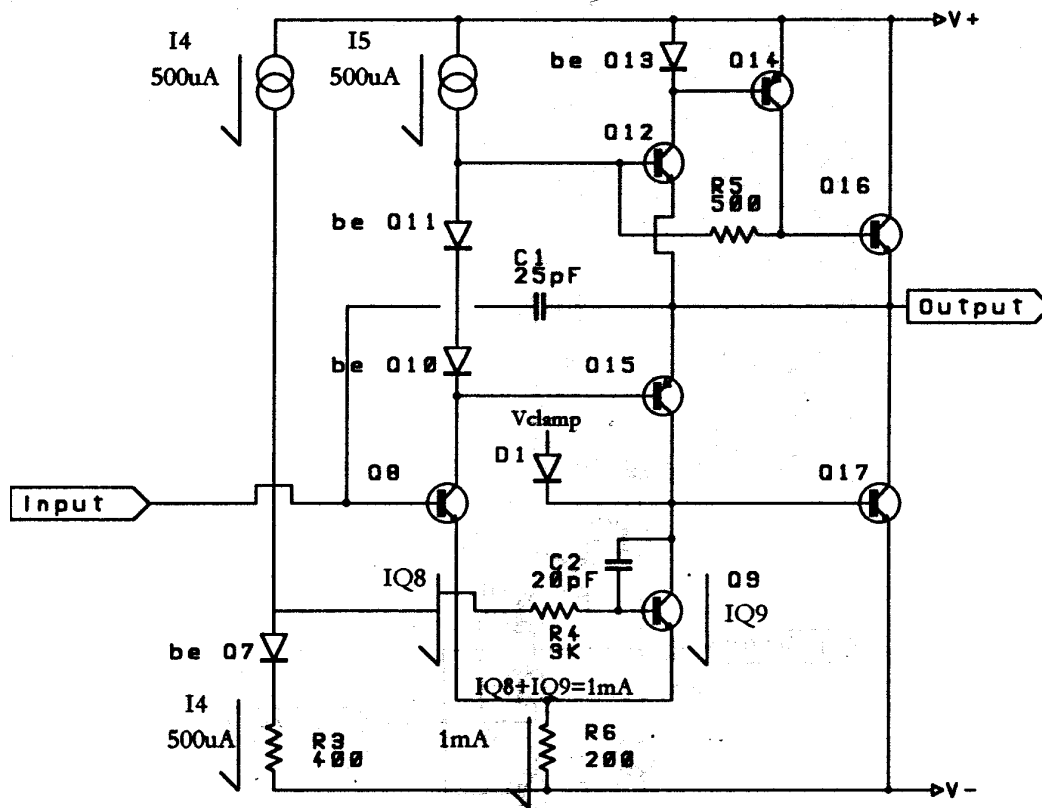 V+
I4
500uA
I5
500uA
be Q13
Q14
Q12
R5
500
Q16
be Q11
C1
25pF
Output
be Q10
Q15
Vclamp
D1
Q8
Q17
Input
IQ8
C2
20pF
Q9
IQ9
R4
3K
be Q7
IQ8+IQ9=1mA
I4
500uA
R3
400
1mA
R6
200
V-